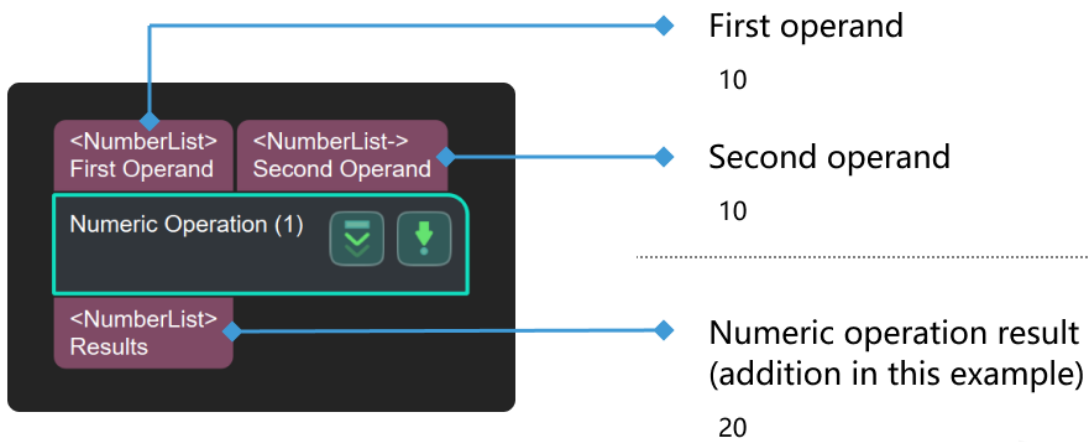 First operand
10
<NumberList>
First Operand
<NumberList->
Second Operand
Second operand
10
Numeric Operation (1)
<NumberList>
Results
Numeric operation result
(addition in this example)
20